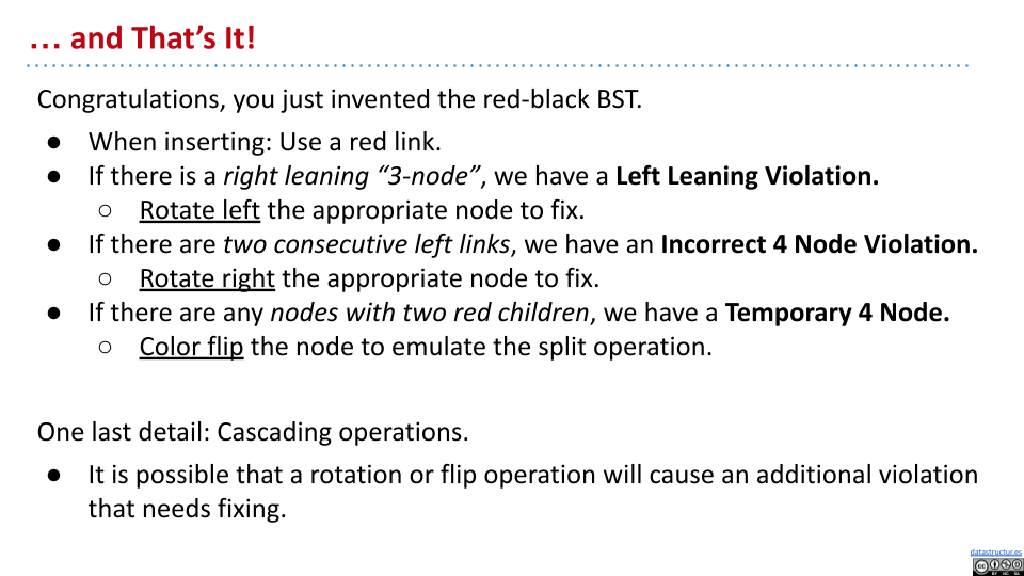 ... and That's It!
Congratulations, you just invented the red-black BST.
● When inserting: Use a red link.
● If there is a right leaning “3-node”, we have a Left Leaning Violation.
○ Rotate left the appropriate node to fix.
● If there are two consecutive left links, we have an Incorrect 4 Node Violation.
○ Rotate right the appropriate node to fix.
● If there are any nodes with two red children, we have a Temporary 4 Node.
○ Color flip the node to emulate the split operation.
One last detail: Cascading operations.
● It is possible that a rotation or flip operation will cause an additional violation
that needs fixing.
datastructur.es
CC BY NC SA